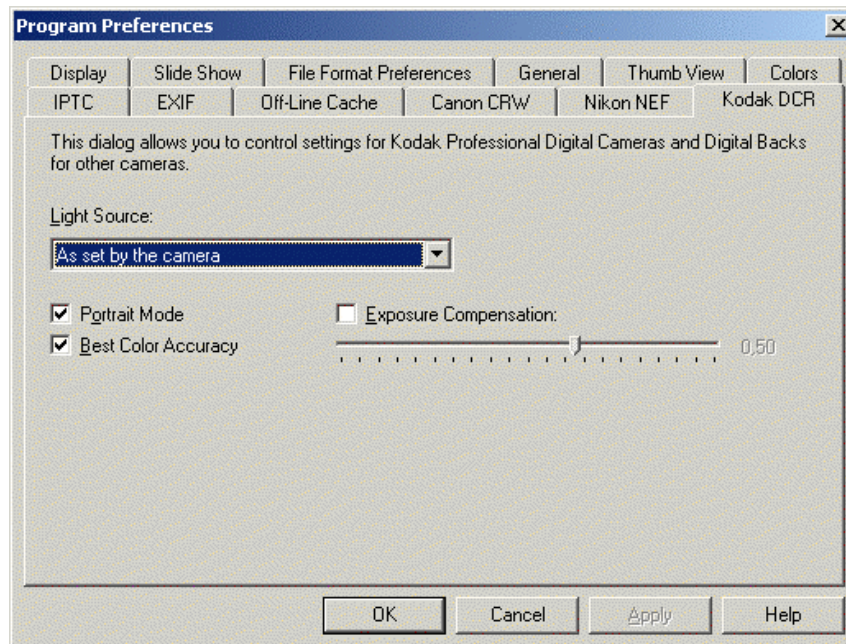 Program Preferences
Display Slide Show File Format Preferences General Thumb View Colors
IPTC EXIF Off-Line Cache Canon CRW Nikon NEF Kodak DCR
This dialog allows you to control settings for Kodak Professional Digital Cameras and Digital Backs
for other cameras.
Light Source:
As set by the camera
Portrait Mode Exposure Compensation:
Best Color Accuracy 0,50
OK Cancel Apply Help